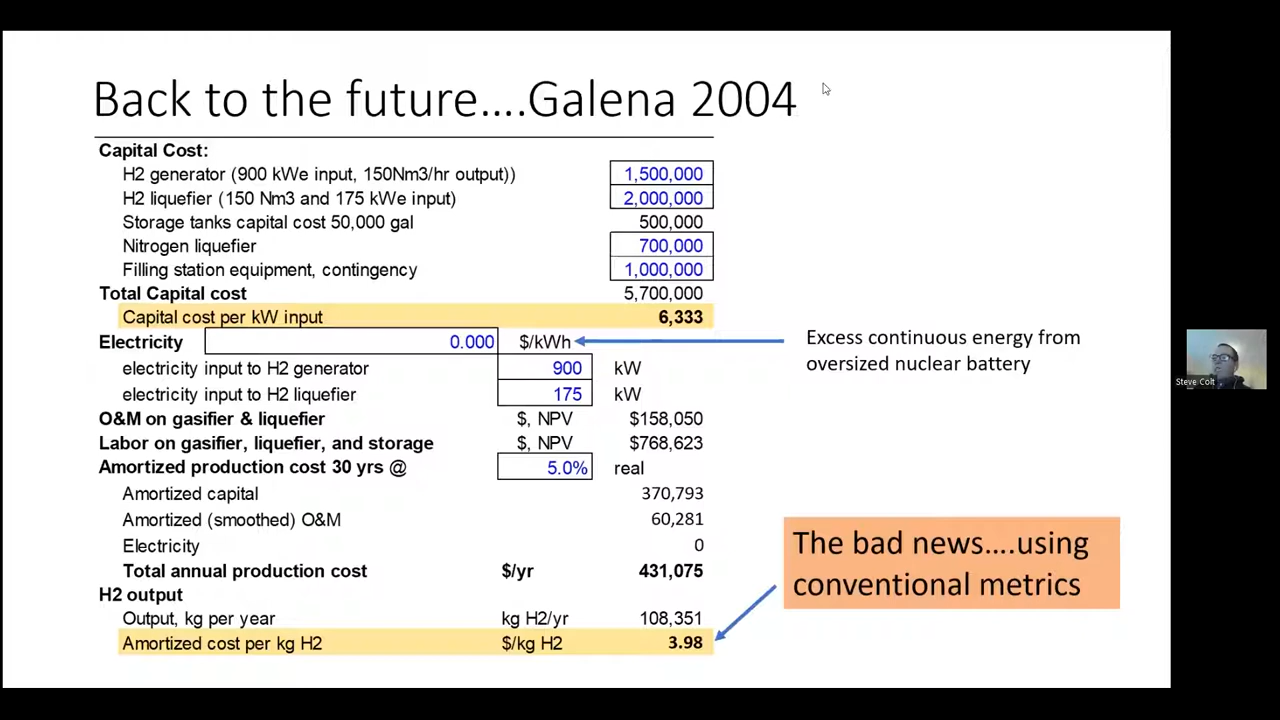 Back to the future....Galena 2004
Capital Cost:
H2 generator (900 kWe input, 150Nm3/hr output)) 1,500,000
H2 liquefier (150 Nm3 and 175 kWe input) 2,000,000
Storage tanks capital cost 50,000 gal 500,000
Nitrogen liquefier 700,000
Filling station equipment, contingency 1,000,000
Total Capital cost 5,700,000
Capital cost per kW input 6,333
Electricity 0.000 $/kWh
Excess continuous energy from
oversized nuclear battery
electricity input to H2 generator 900 kW
electricity input to H2 liquefier 175 kW
O&M on gasifier & liquefier $, NPV $158,050
Labor on gasifier, liquefier, and storage $, NPV $768,623
Amortized production cost 30 yrs @ 5.0% real
Amortized capital 370,793
Amortized (smoothed) O&M 60,281
Electricity 0
Total annual production cost $/yr 431,075
H2 output
Output, kg per year kg H2/yr 108,351
Amortized cost per kg H2 $/kg H2 3.98
The bad news....using
conventional metrics
Steve Colt